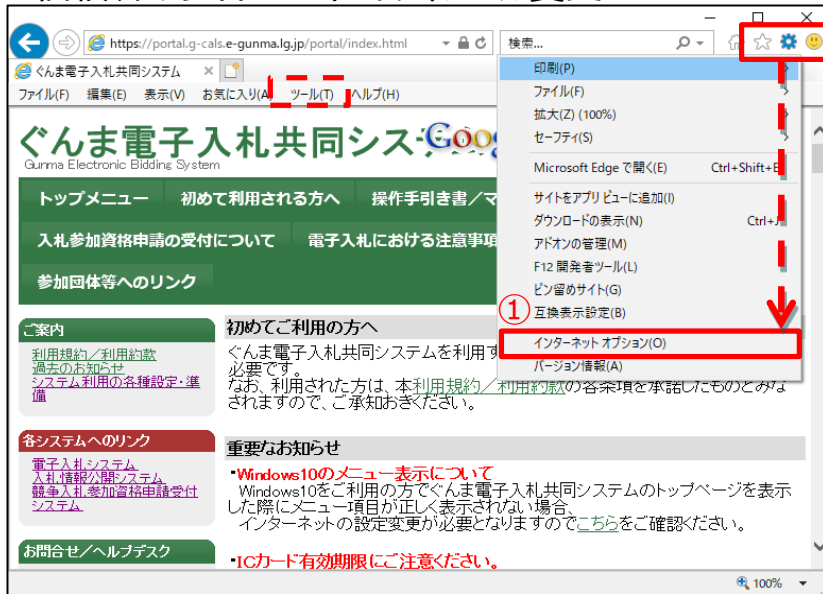 https://portal.g-cals.e-gunma.lg.jp/portal/index.html
検索...
ぐんま電子入札共同システム
ファイル(F) 編集(E) 表示(V) お気に入り(A) ツール(T) ヘルプ(H)
ぐんま電子入札共同シス
Goo
Gunma Electronic Bidding System
トップメニュー 初めて利用される方へ 操作手引き書/マ
入札参加資格申請の受付について 電子入札における注意事項
参加団体等へのリンク
印刷(P)
ファイル(F)
拡大(Z) (100%)
セーフティ(S)
Microsoft Edge で開く(E) Ctrl+Shift+E
サイトをアプリ ビューに追加(I)
ダウンロードの表示(N) Ctrl+J
アドオンの管理(M)
F12 開発者ツール(L)
ピン留めサイト(G)
① 互換表示設定(B)
インターネット オプション(O)
バージョン情報(A)
ご案内
利用規約/利用約款
過去のお知らせ
システム利用の各種設定・準
備
各システムへのリンク
電子入札システム
入札情報公開システム
競争入札参加資格申請受付
システム
お問合せ/ヘルプデスク
初めてご利用の方へ
ぐんま電子入札共同システムを利用す
必要です。
なお、利用された方は、本利用規約/利用約款の各条項を承諾したものとみな
されますので、ご承知おきください。
重要なお知らせ
・Windows10のメニュー表示について
Windows10をご利用の方でぐんま電子入札共同システムのトップページを表示
した際にメニュー項目が正しく表示されない場合、
インターネットの設定変更が必要となりますのでこちらをご確認ください。
・ICカード有効期限にご注意ください。
100%